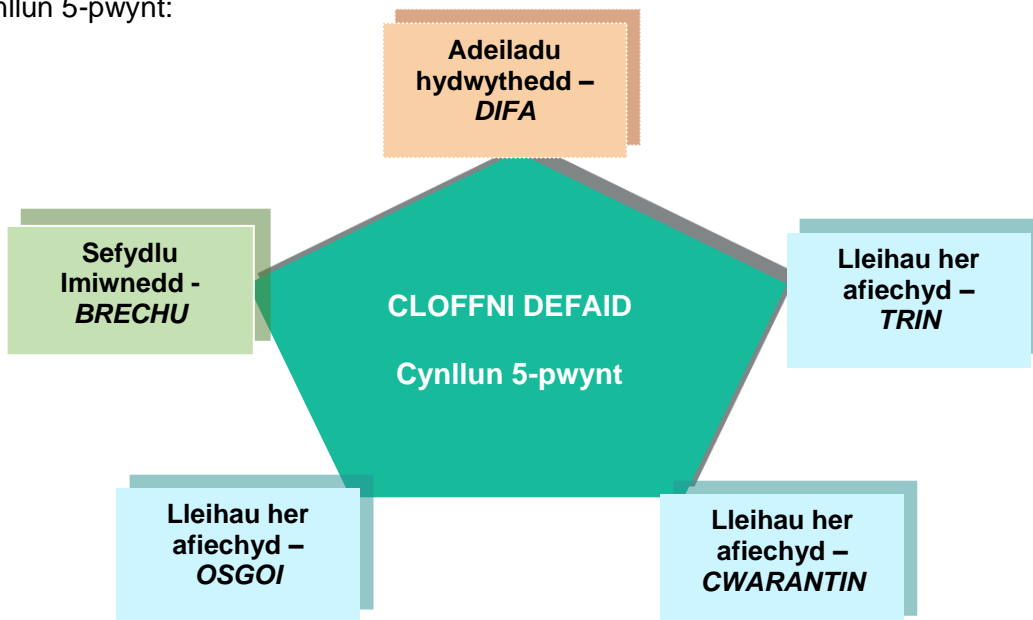 nllun 5-pwynt:
Adeiladu
hydwythedd –
DIFA
Sefydlu
Imiwnedd -
BRECHU
Lleihau her
afiechyd –
TRIN
CLOFFNI DEFAID
Cynllun 5-pwynt
Lleihau her
afiechyd –
OSGOI
Lleihau her
afiechyd –
CWARANTIN